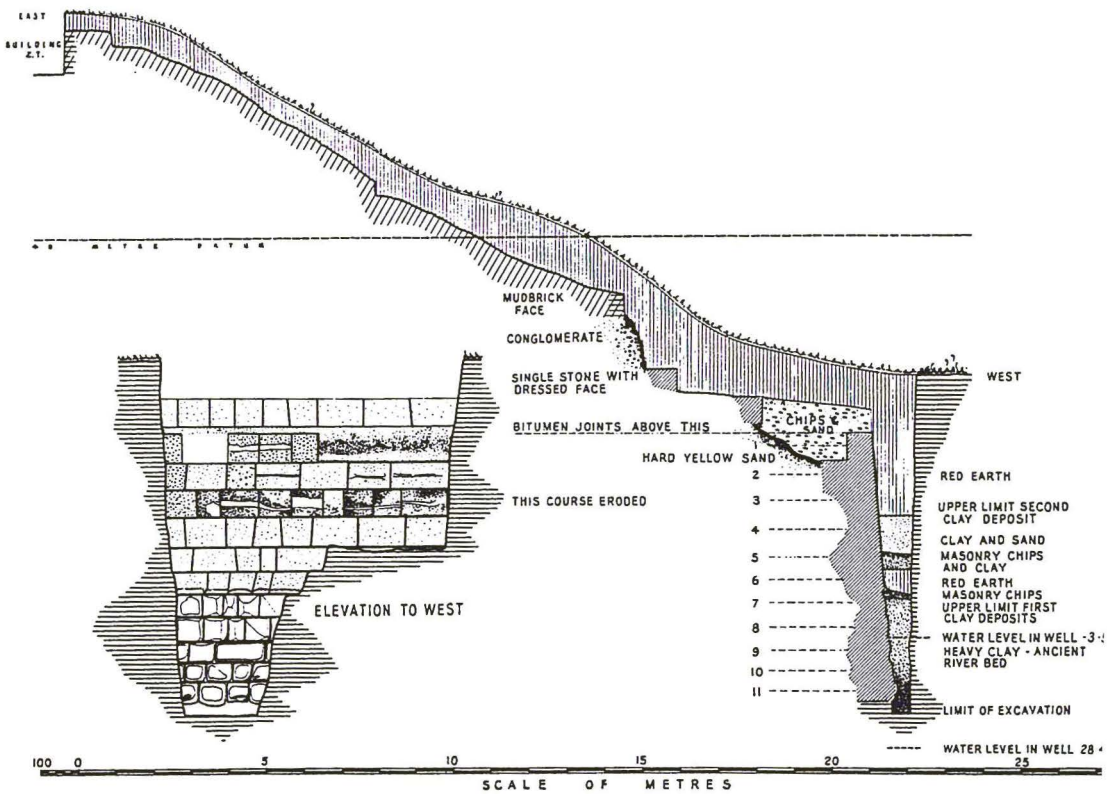 EAST
BUILDING
Z.T.
METRE DATUM
MUDBRICK
FACE
CONGLOMERATE
SINGLE STONE WITH
DRESSED FACE
WEST
CHIPS &
SAND
BITUMEN JOINTS ABOVE THIS
1
HARD YELLOW SAND
2
RED EARTH
3
THIS COURSE ERODED
UPPER LIMIT SECOND
CLAY DEPOSIT
4
CLAY AND SAND
5
MASONRY CHIPS
AND CLAY
6
RED EARTH
MASONRY CHIPS
7
UPPER LIMIT FIRST
CLAY DEPOSITS
ELEVATION TO WEST
8
WATER LEVEL IN WELL
9
HEAVY CLAY - ANCIENT
RIVER BED
10
11
LIMIT OF EXCAVATION
WATER LEVEL IN WELL
100 0 5 10 15 20 25
SCALE OF METRES